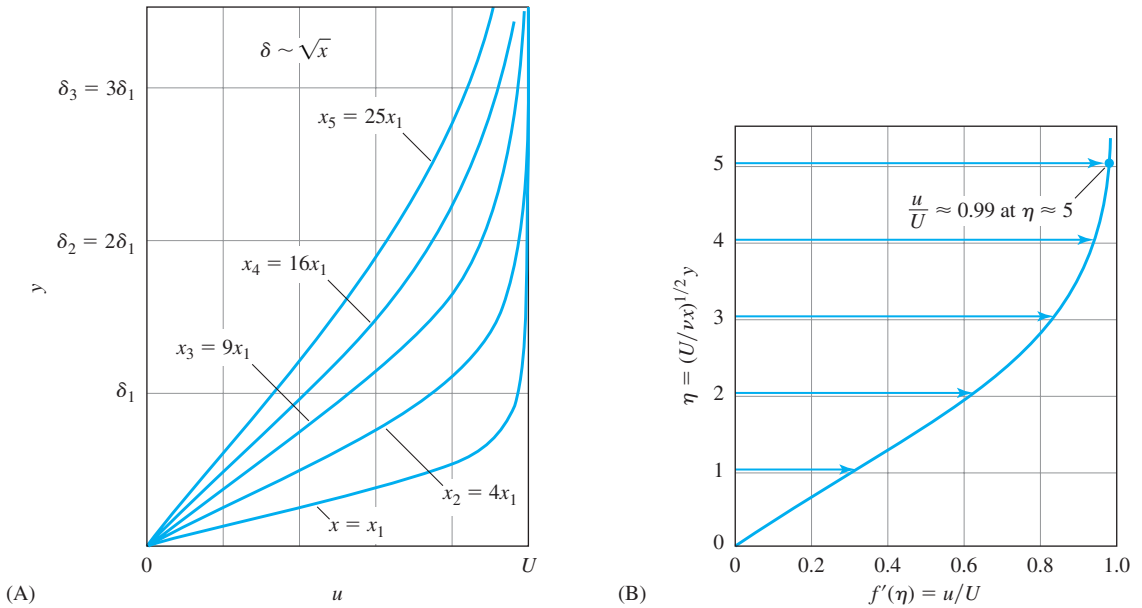 δ ~ √x
δ₃ = 3δ₁
x₅ = 25x₁
δ₂ = 2δ₁
x₄ = 16x₁
y
x₃ = 9x₁
δ₁
x₂ = 4x₁
x = x₁
0
U
u
(A)
5
u/U ≈ 0.99 at η ≈ 5
4
η = (U/νx)^1/2 y
3
2
1
0
0 0.2 0.4 0.6 0.8 1.0
f′(η) = u/U
(B)